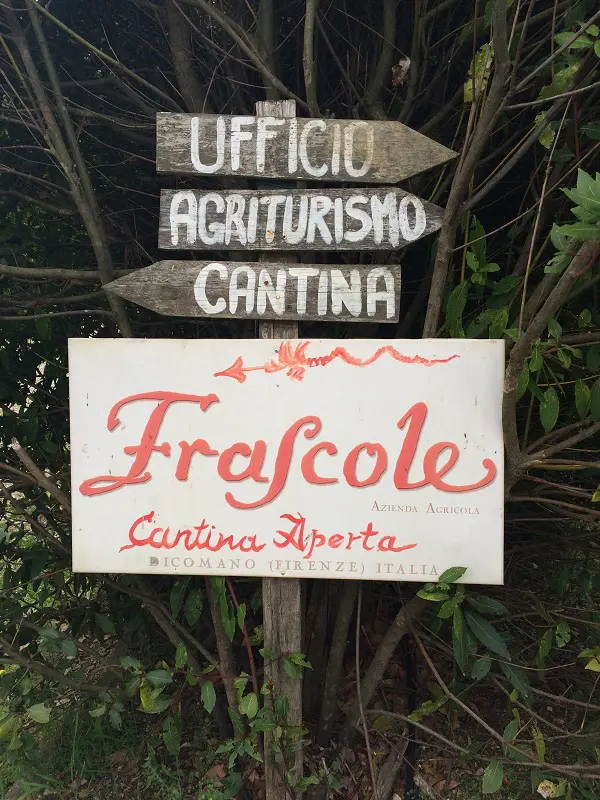 UFFICIO
AGRITURISMO
CANTINA
Frascole
AZIENDA AGRICOLA
Cantina Aperta
DICOMANO (FIRENZE) ITALIA